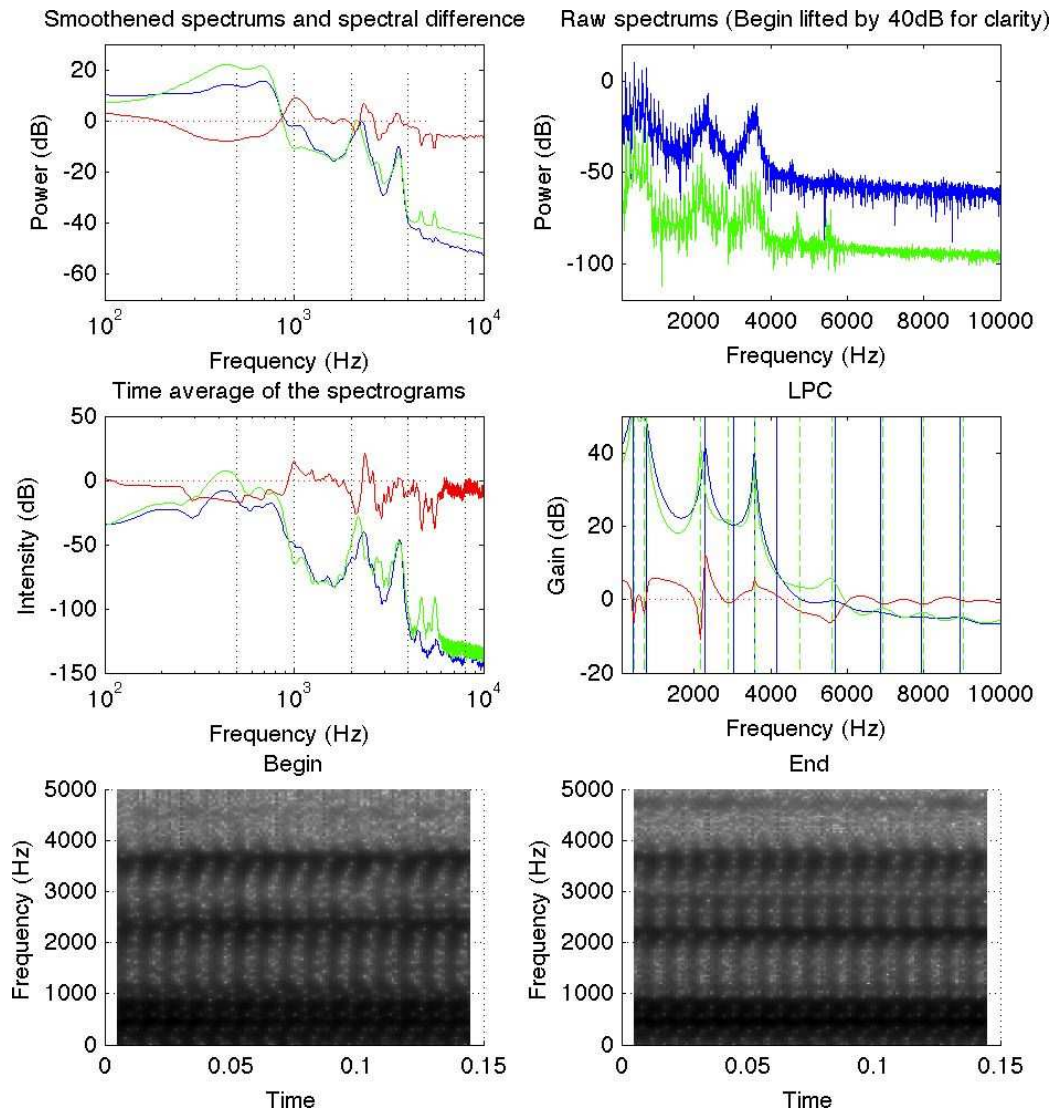 Smoothened spectrums and spectral difference
Power (dB)
20
0
-20
-40
-60
10^2
10^3
10^4
Frequency (Hz)
Raw spectrums (Begin lifted by 40dB for clarity)
Power (dB)
0
-50
-100
2000 4000 6000 8000 10000
Frequency (Hz)
Time average of the spectrograms
Intensity (dB)
50
0
-50
-100
-150
10^2
10^3
10^4
Frequency (Hz)
LPC
Gain (dB)
40
20
0
-20
2000 4000 6000 8000 10000
Frequency (Hz)
Begin
Frequency (Hz)
5000
4000
3000
2000
1000
0
0 0.05 0.1 0.15
Time
End
Frequency (Hz)
5000
4000
3000
2000
1000
0
0 0.05 0.1 0.15
Time